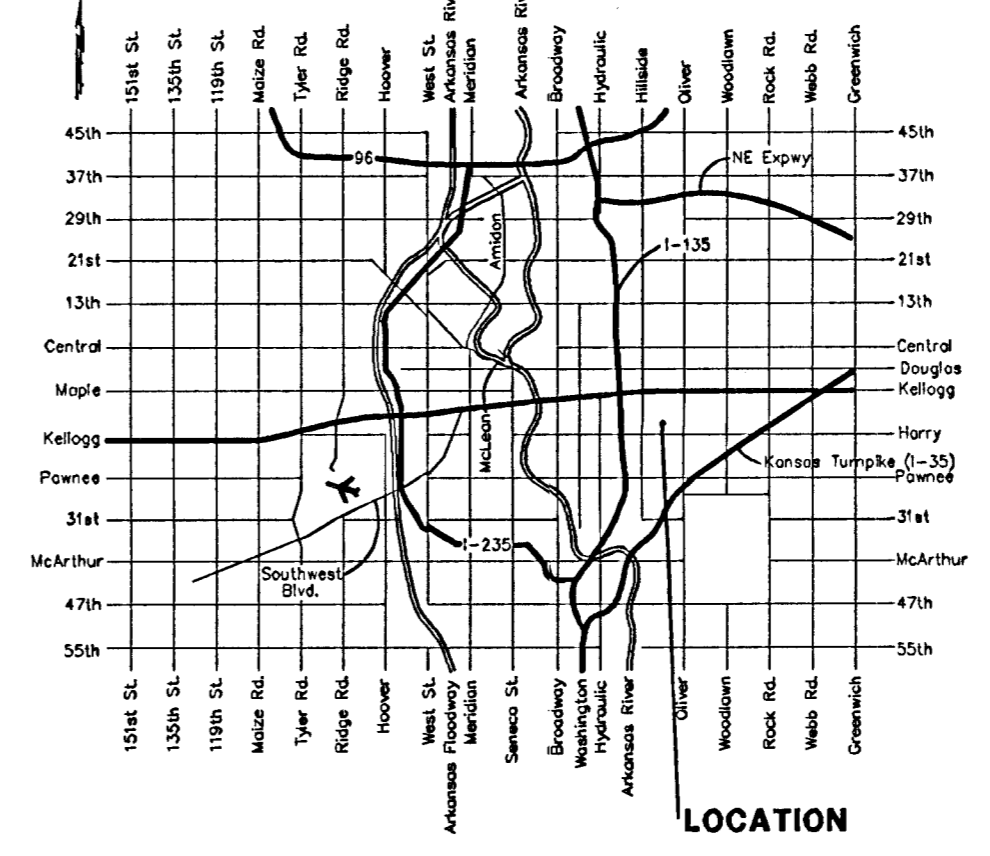 151st St.
135th St.
119th St.
Maize Rd.
Tyler Rd.
Ridge Rd.
Hoover
West St.
Arkansas Riv
Meridian
Arkansas Riv
Broadway
Hydraulic
Hillside
Oliver
Woodlawn
Rock Rd.
Webb Rd.
Greenwich
45th
45th
96
NE Expwy
37th
37th
29th
29th
Amidon
I-135
21st
21st
13th
13th
Central
Central
Douglas
Maple
Kellogg
McLean
Kellogg
Harry
Kansas Turnpike (I-35)
Pawnee
Pawnee
31st
31st
I-235
McArthur
McArthur
Southwest
Blvd.
47th
47th
55th
55th
151st St.
135th St.
119th St.
Maize Rd.
Tyler Rd.
Ridge Rd.
Hoover
West St.
Arkansas Floodway
Meridian
Seneca St.
Broadway
Washington
Hydraulic
Arkansas River
Oliver
Woodlawn
Rock Rd.
Webb Rd.
Greenwich
LOCATION